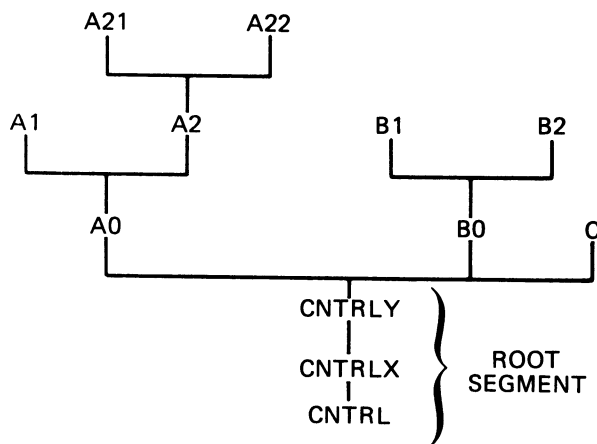 A21 A22
A1 A2 B1 B2
A0 B0 C
CNTRLY
CNTRLX
CNTRL
ROOT
SEGMENT